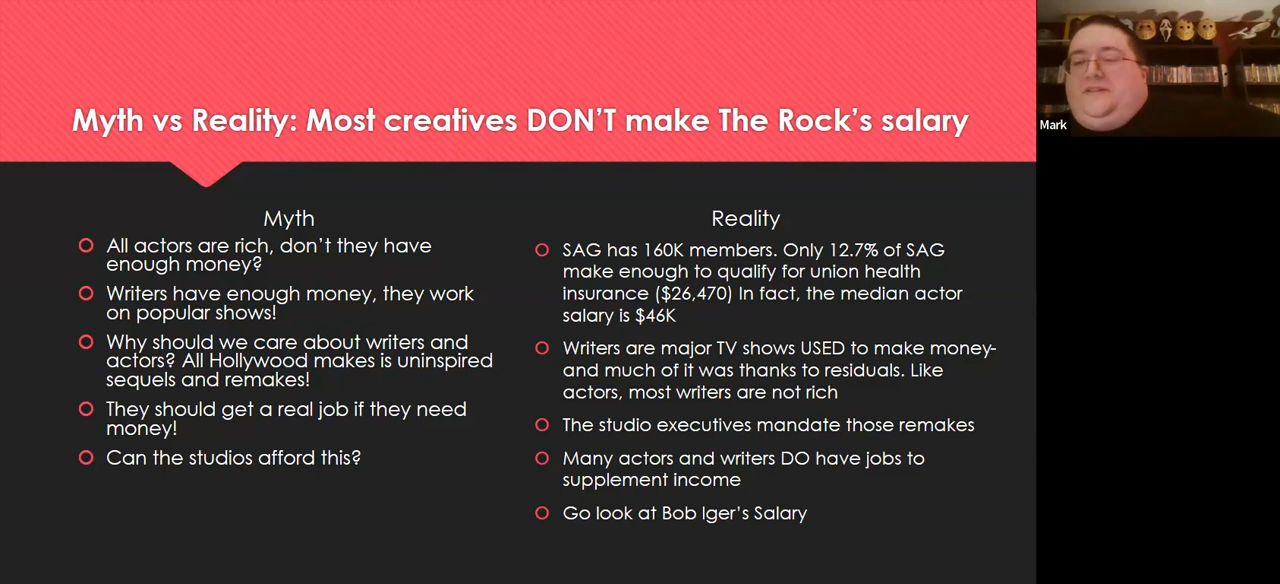 Myth vs Reality: Most creatives DON'T make The Rock's salary
Mark
Myth
All actors are rich, don't they have
enough money?
Writers have enough money, they work
on popular shows!
Why should we care about writers and
actors? All Hollywood makes is uninspired
sequels and remakes!
They should get a real job if they need
money!
Can the studios afford this?
Reality
SAG has 160K members. Only 12.7% of SAG
make enough to qualify for union health
insurance ($26,470) In fact, the median actor
salary is $46K
Writers are major TV shows USED to make money-
and much of it was thanks to residuals. Like
actors, most writers are not rich
The studio executives mandate those remakes
Many actors and writers DO have jobs to
supplement income
Go look at Bob Iger's Salary